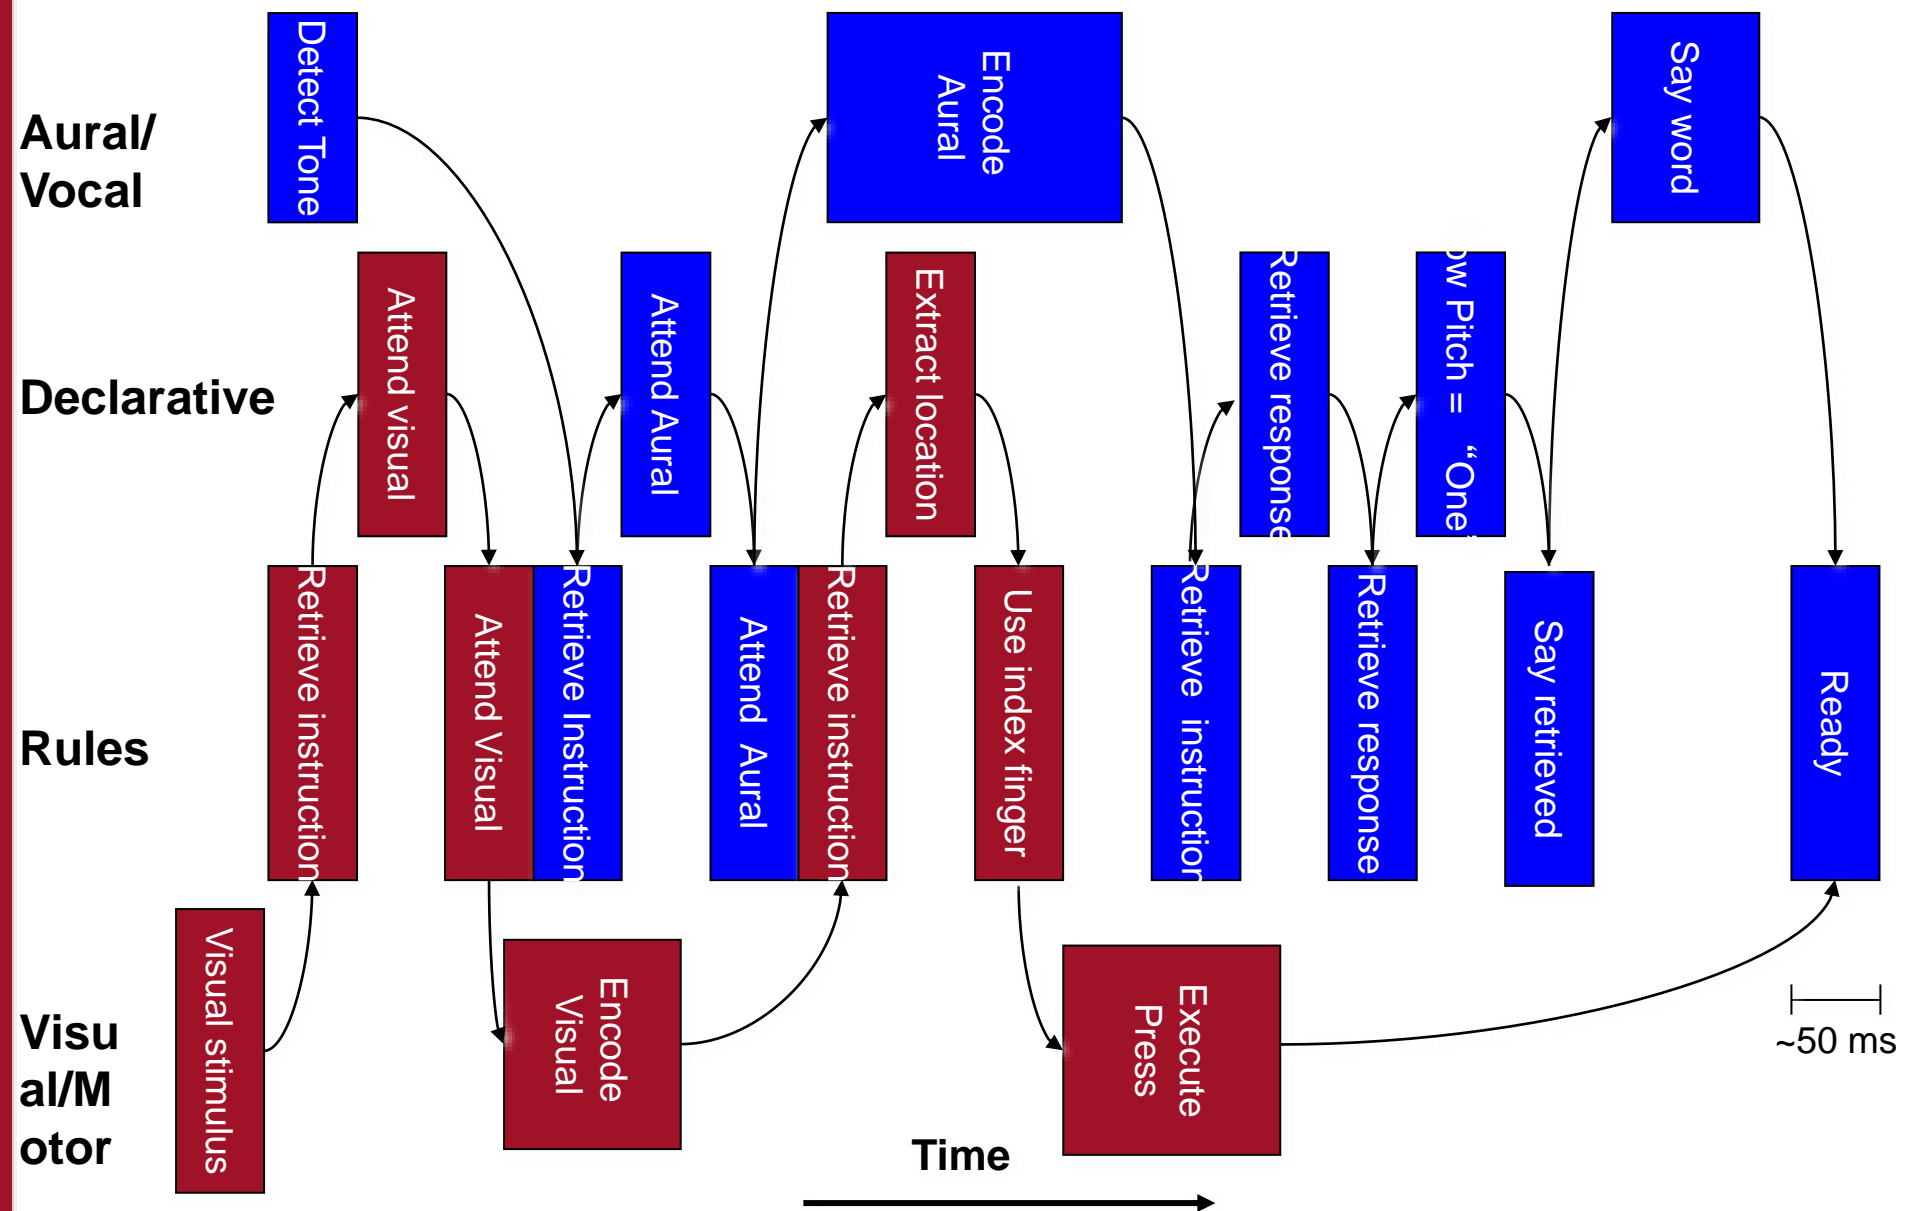 Detect Tone
Encode
Aural
Say word
Aural/
Vocal
Attend visual
Attend Aural
Extract location
Retrieve response
ow Pitch = “One”
Declarative
Retrieve instruction
Attend Visual
Retrieve Instruction
Attend Aural
Retrieve instruction
Use index finger
Retrieve instruction
Retrieve response
Say retrieved
Ready
Rules
Visual stimulus
Encode
Visual
Execute
Press
Visu
al/M
otor
~50 ms
Time